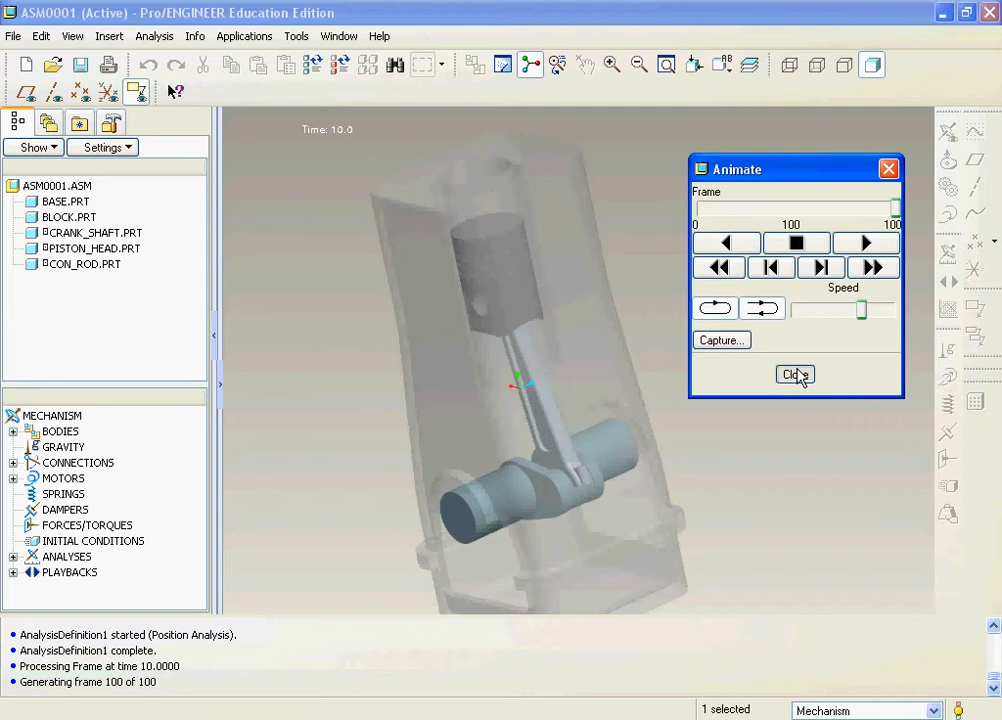 ASM0001 (Active) - Pro/ENGINEER Education Edition
File Edit View Insert Analysis Info Applications Tools Window Help
Show Settings
ASM0001.ASM
BASE.PRT
BLOCK.PRT
CRANK_SHAFT.PRT
PISTON_HEAD.PRT
CON_ROD.PRT
MECHANISM
BODIES
GRAVITY
CONNECTIONS
MOTORS
SPRINGS
DAMPERS
FORCES/TORQUES
INITIAL CONDITIONS
ANALYSES
PLAYBACKS
Time: 10.0
Animate
Frame
0 100 100
Speed
Capture...
Close
AnalysisDefinition1 started (Position Analysis).
AnalysisDefinition1 complete.
Processing Frame at time 10.0000
Generating frame 100 of 100
1 selected
Mechanism